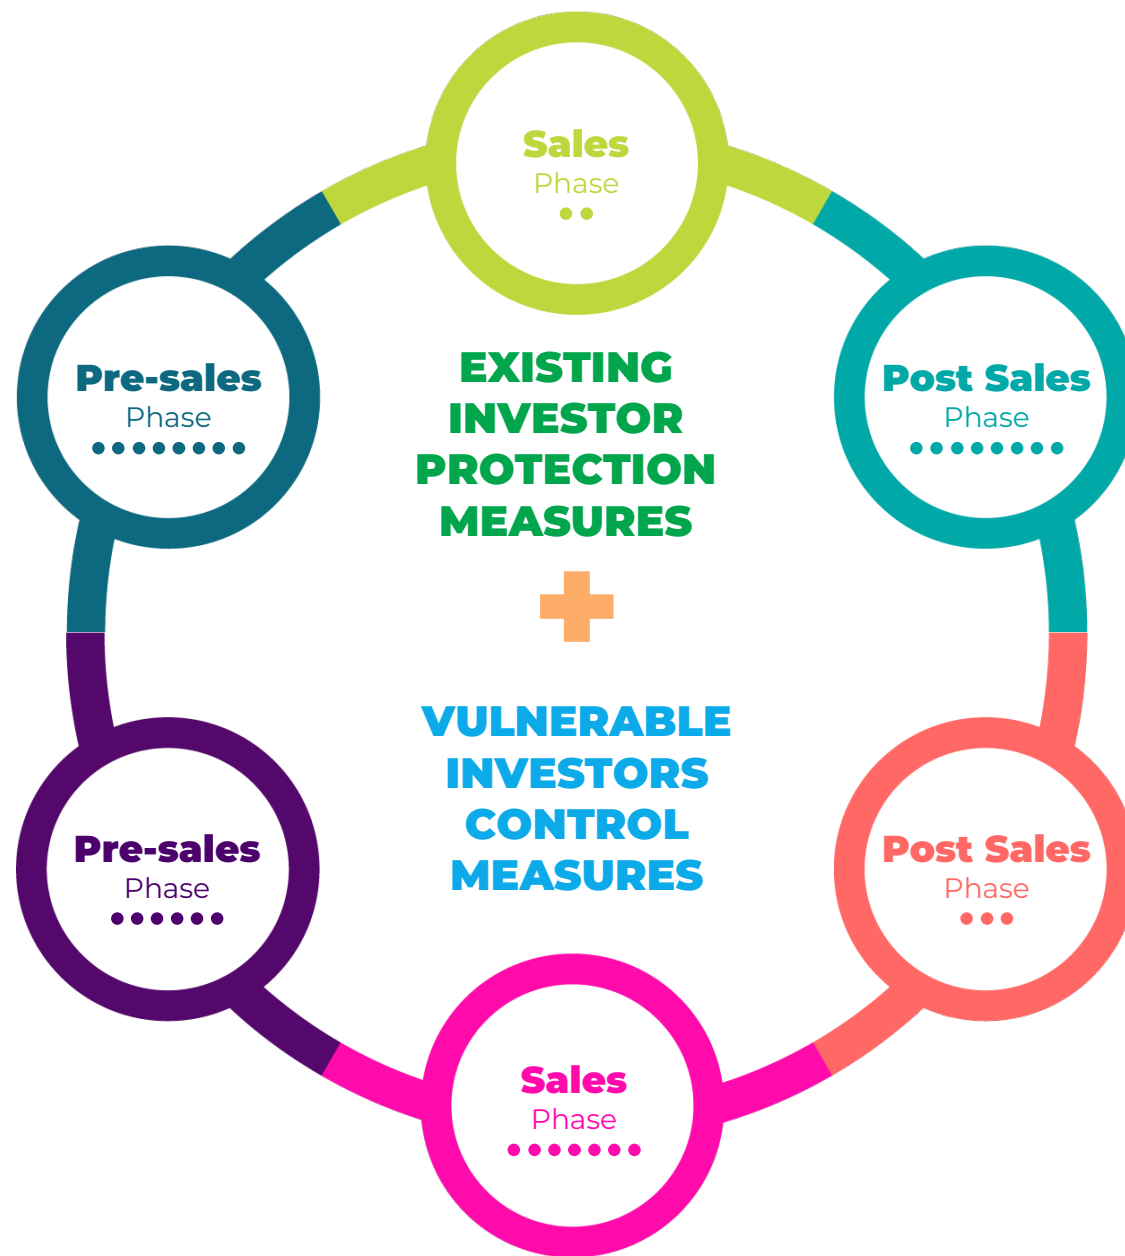 Sales
Phase
Pre-sales
Phase
EXISTING
INVESTOR
PROTECTION
MEASURES
Post Sales
Phase
VULNERABLE
INVESTORS
CONTROL
MEASURES
Pre-sales
Phase
Post Sales
Phase
Sales
Phase